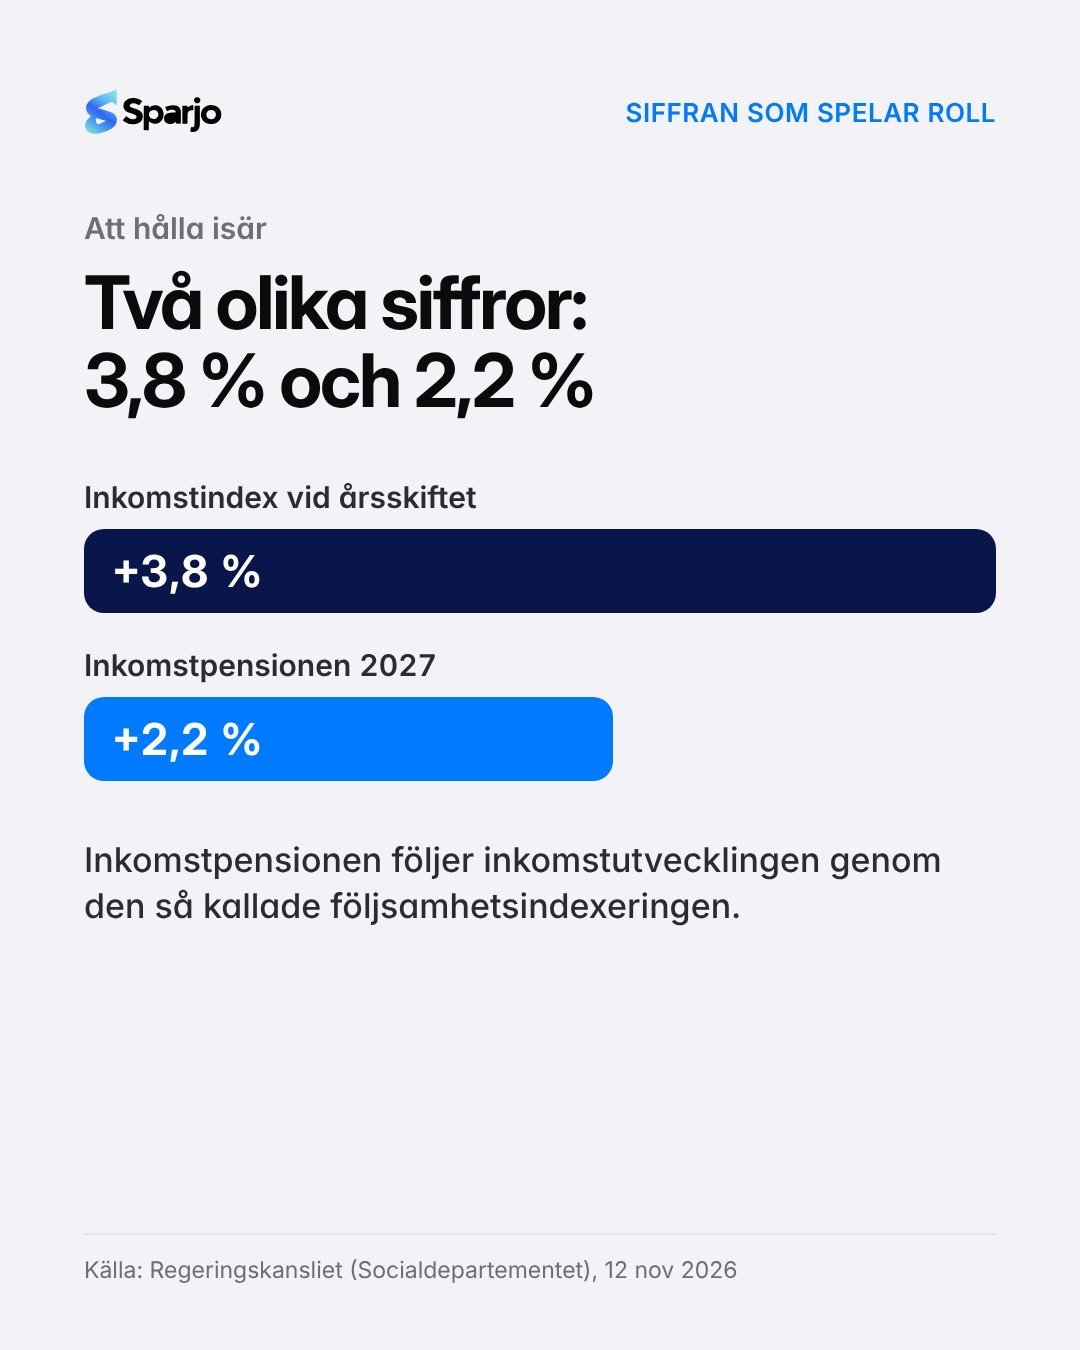 Sparjo
SIFFRAN SOM SPELAR ROLL
Att hålla isär
Två olika siffror:
3,8 % och 2,2 %
Inkomstindex vid årsskiftet
+3,8 %
Inkomstpensionen 2027
+2,2 %
Inkomstpensionen följer inkomstutvecklingen genom
den så kallade följsamhetsindexeringen.
Källa: Regeringskansliet (Socialdepartementet), 12 nov 2026